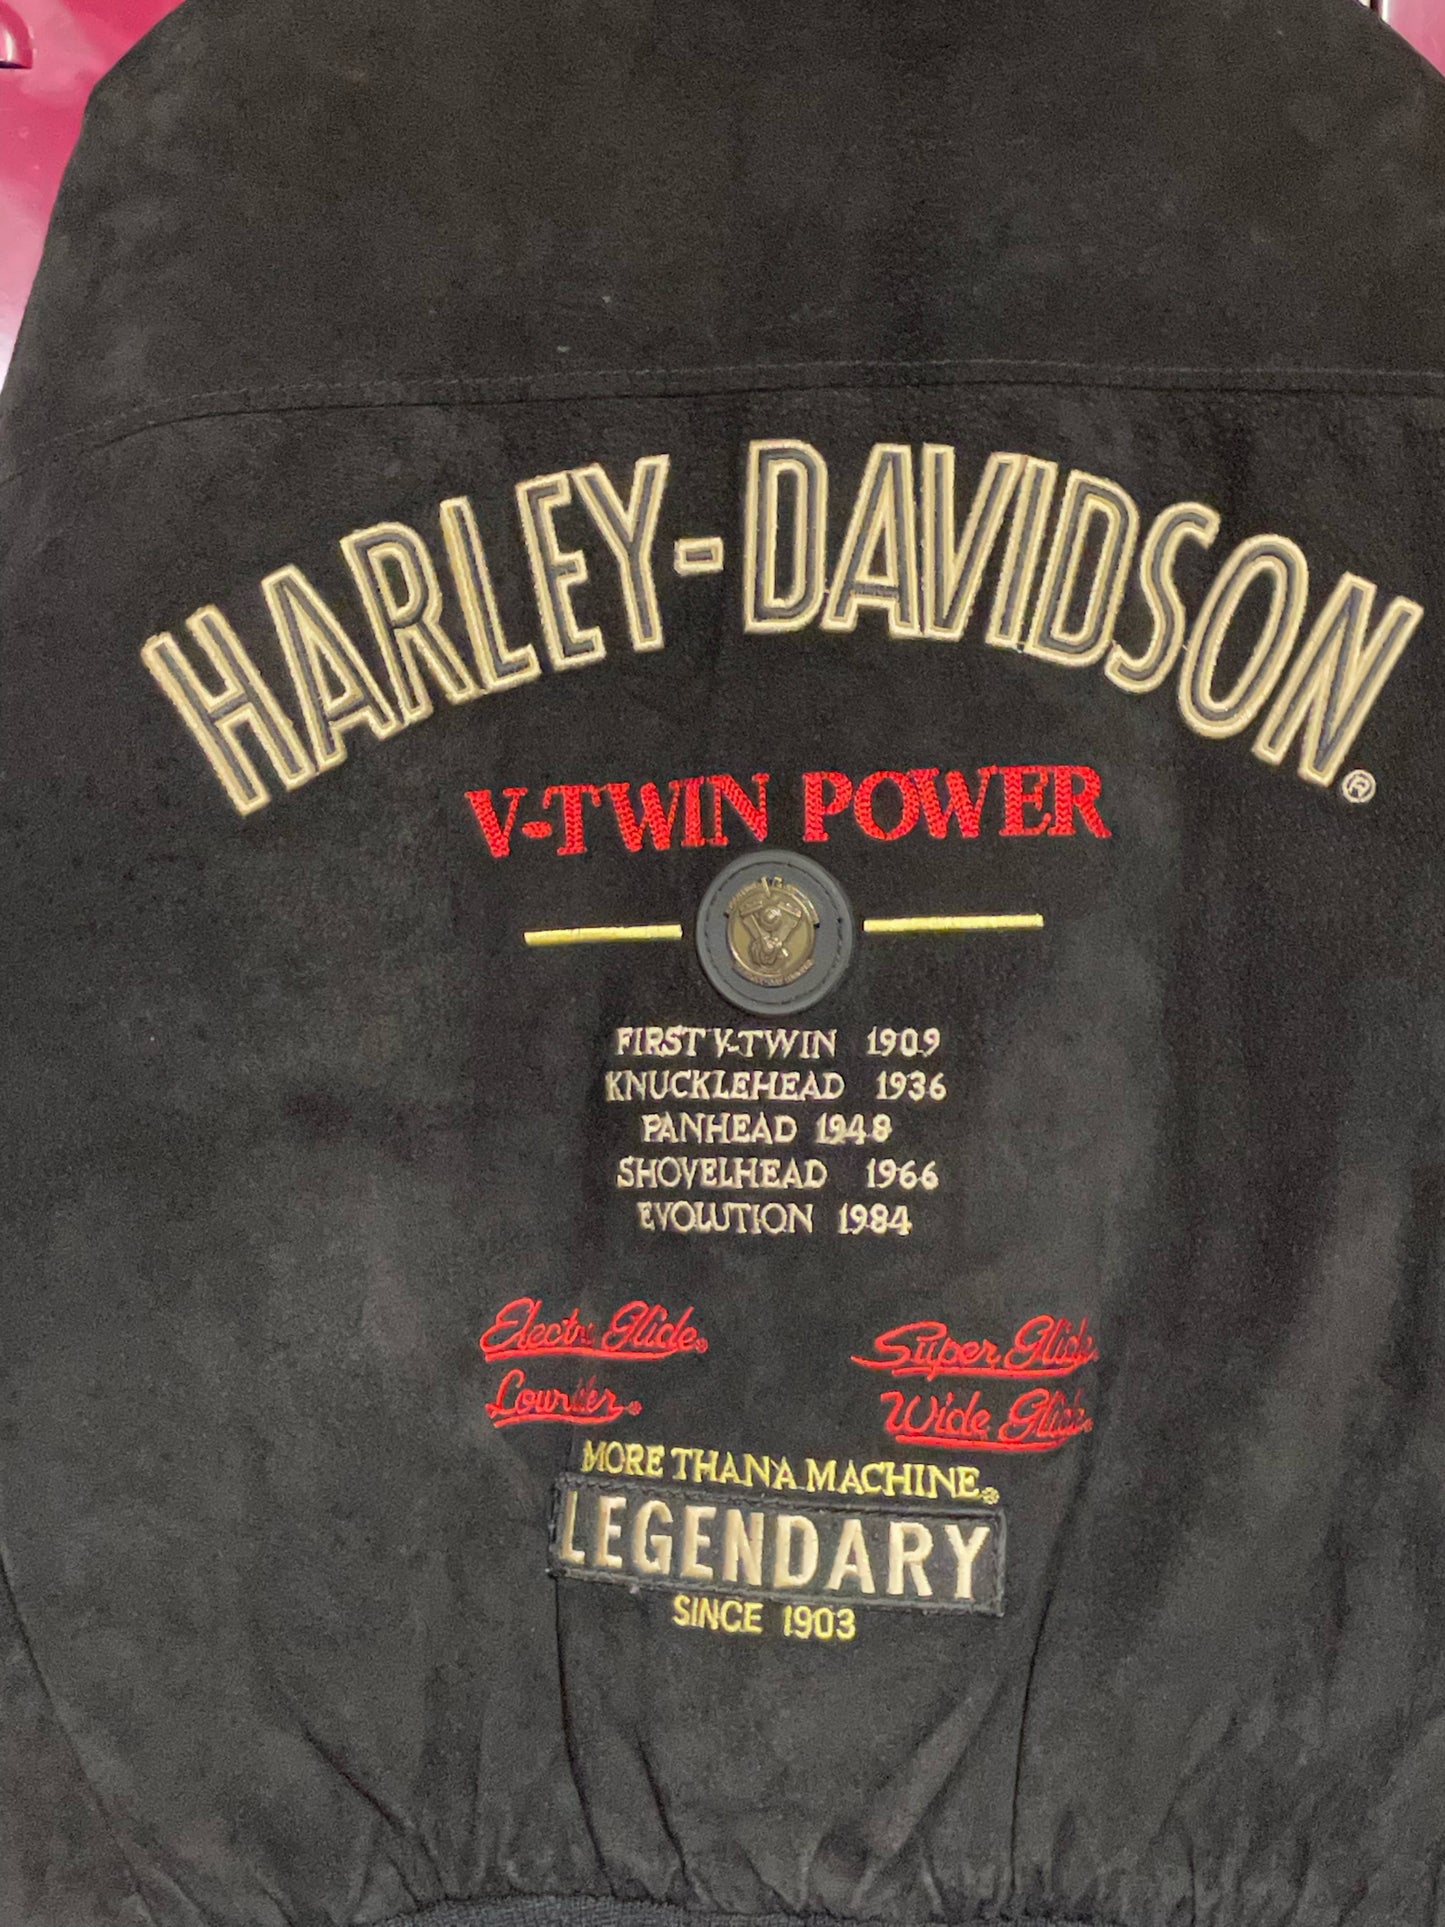 HARLEY-DAVIDSON®
V-TWIN POWER
FIRST V-TWIN 1909
KNUCKLEHEAD 1936
PANHEAD 1948
SHOVELHEAD 1966
EVOLUTION 1984
Electra Glide® Super Glide®
Lowrider® Wide Glide®
MORE THAN A MACHINE®
LEGENDARY
SINCE 1903